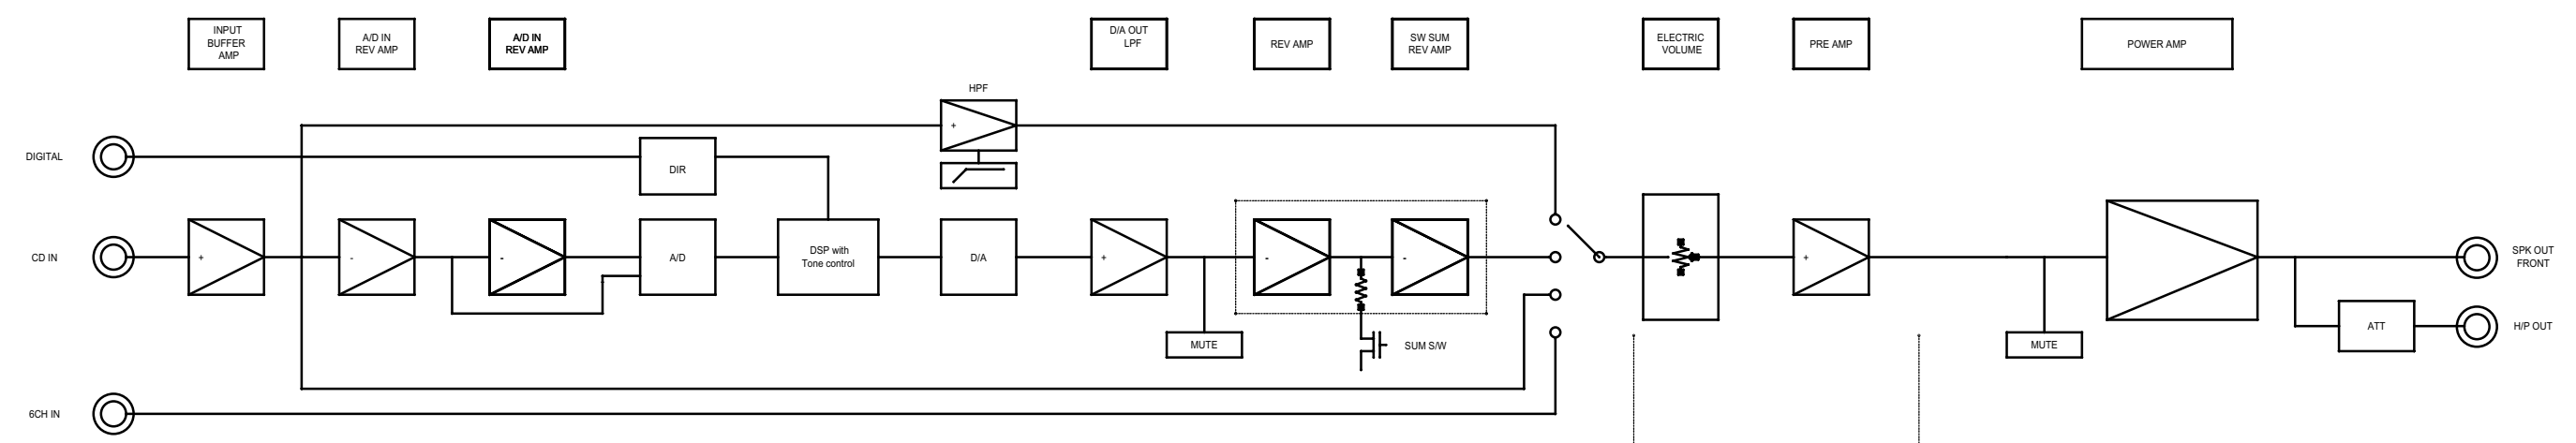 INPUT
BUFFER
AMP
A/D IN
REV AMP
A/D IN
REV AMP
D/A OUT
LPF
REV AMP
SW SUM
REV AMP
ELECTRIC
VOLUME
PRE AMP
POWER AMP
HPF
+
DIGITAL
DIR
CD IN
+
-
-
A/D
DSP with
Tone control
D/A
+
-
-
+
SPK OUT
FRONT
MUTE
SUM S/W
MUTE
ATT
H/P OUT
6CH IN